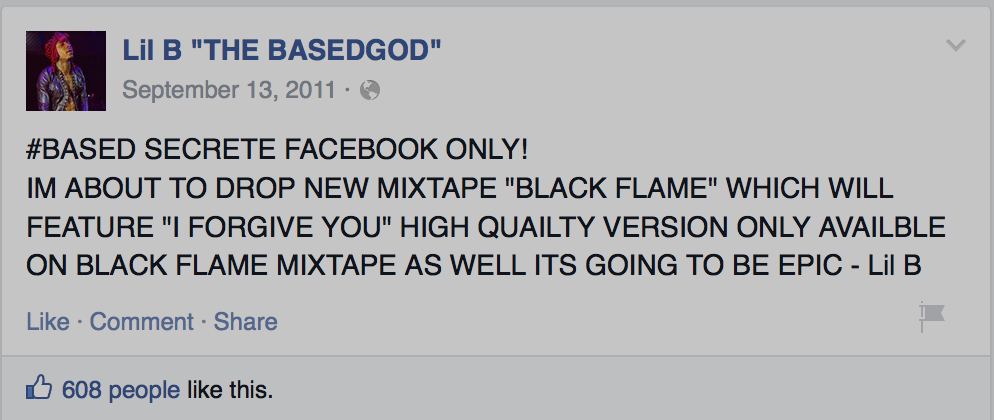 Lil B "THE BASEDGOD"
September 13, 2011 ·
#BASED SECRETE FACEBOOK ONLY!
IM ABOUT TO DROP NEW MIXTAPE "BLACK FLAME" WHICH WILL
FEATURE "I FORGIVE YOU" HIGH QUAILTY VERSION ONLY AVAILBLE
ON BLACK FLAME MIXTAPE AS WELL ITS GOING TO BE EPIC - Lil B
Like · Comment · Share
608 people like this.